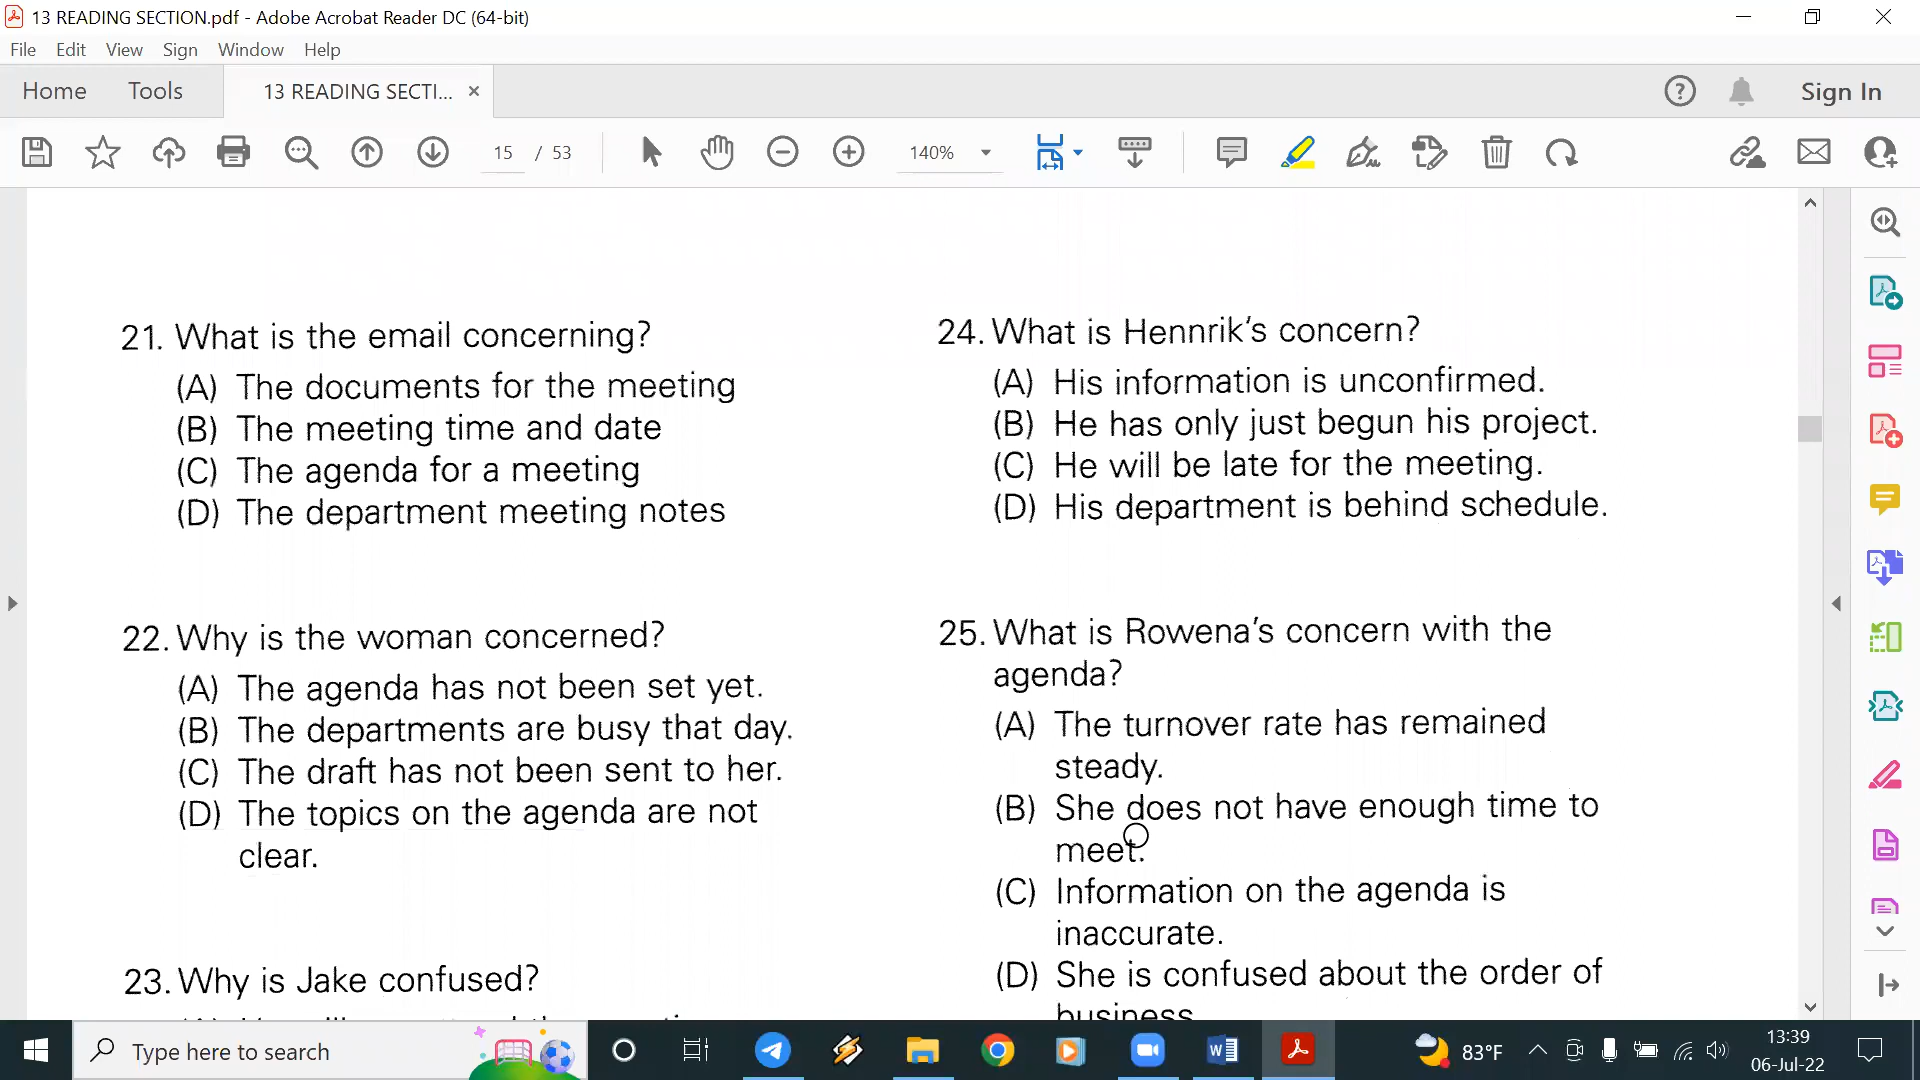 13 READING SECTION.pdf - Adobe Acrobat Reader DC (64-bit)
File Edit View Sign Window Help
Home Tools 13 READING SECTI... × Sign In
15 / 53 140%
21. What is the email concerning?
(A) The documents for the meeting
(B) The meeting time and date
(C) The agenda for a meeting
(D) The department meeting notes
22. Why is the woman concerned?
(A) The agenda has not been set yet.
(B) The departments are busy that day.
(C) The draft has not been sent to her.
(D) The topics on the agenda are not
clear.
23. Why is Jake confused?
24. What is Hennrik's concern?
(A) His information is unconfirmed.
(B) He has only just begun his project.
(C) He will be late for the meeting.
(D) His department is behind schedule.
25. What is Rowena's concern with the
agenda?
(A) The turnover rate has remained
steady.
(B) She does not have enough time to
meet.
(C) Information on the agenda is
inaccurate.
(D) She is confused about the order of
business.
Type here to search
83°F
13:39
06-Jul-22